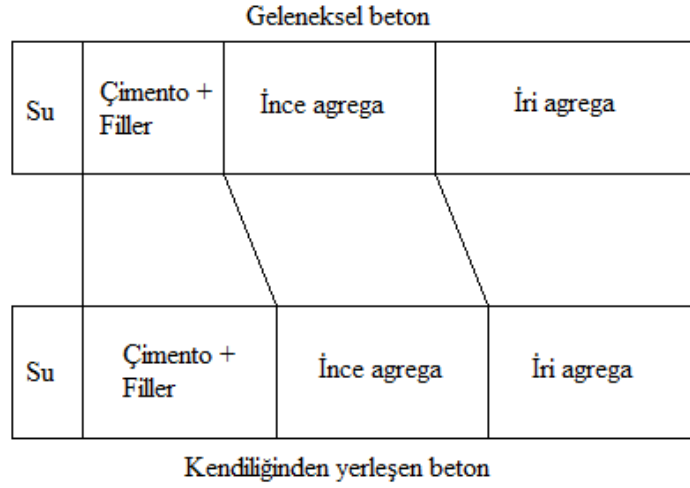 Geleneksel beton
Su
Çimento +
Filler
İnce agrega
İri agrega
Su
Çimento +
Filler
İnce agrega
İri agrega
Kendiliğinden yerleşen beton